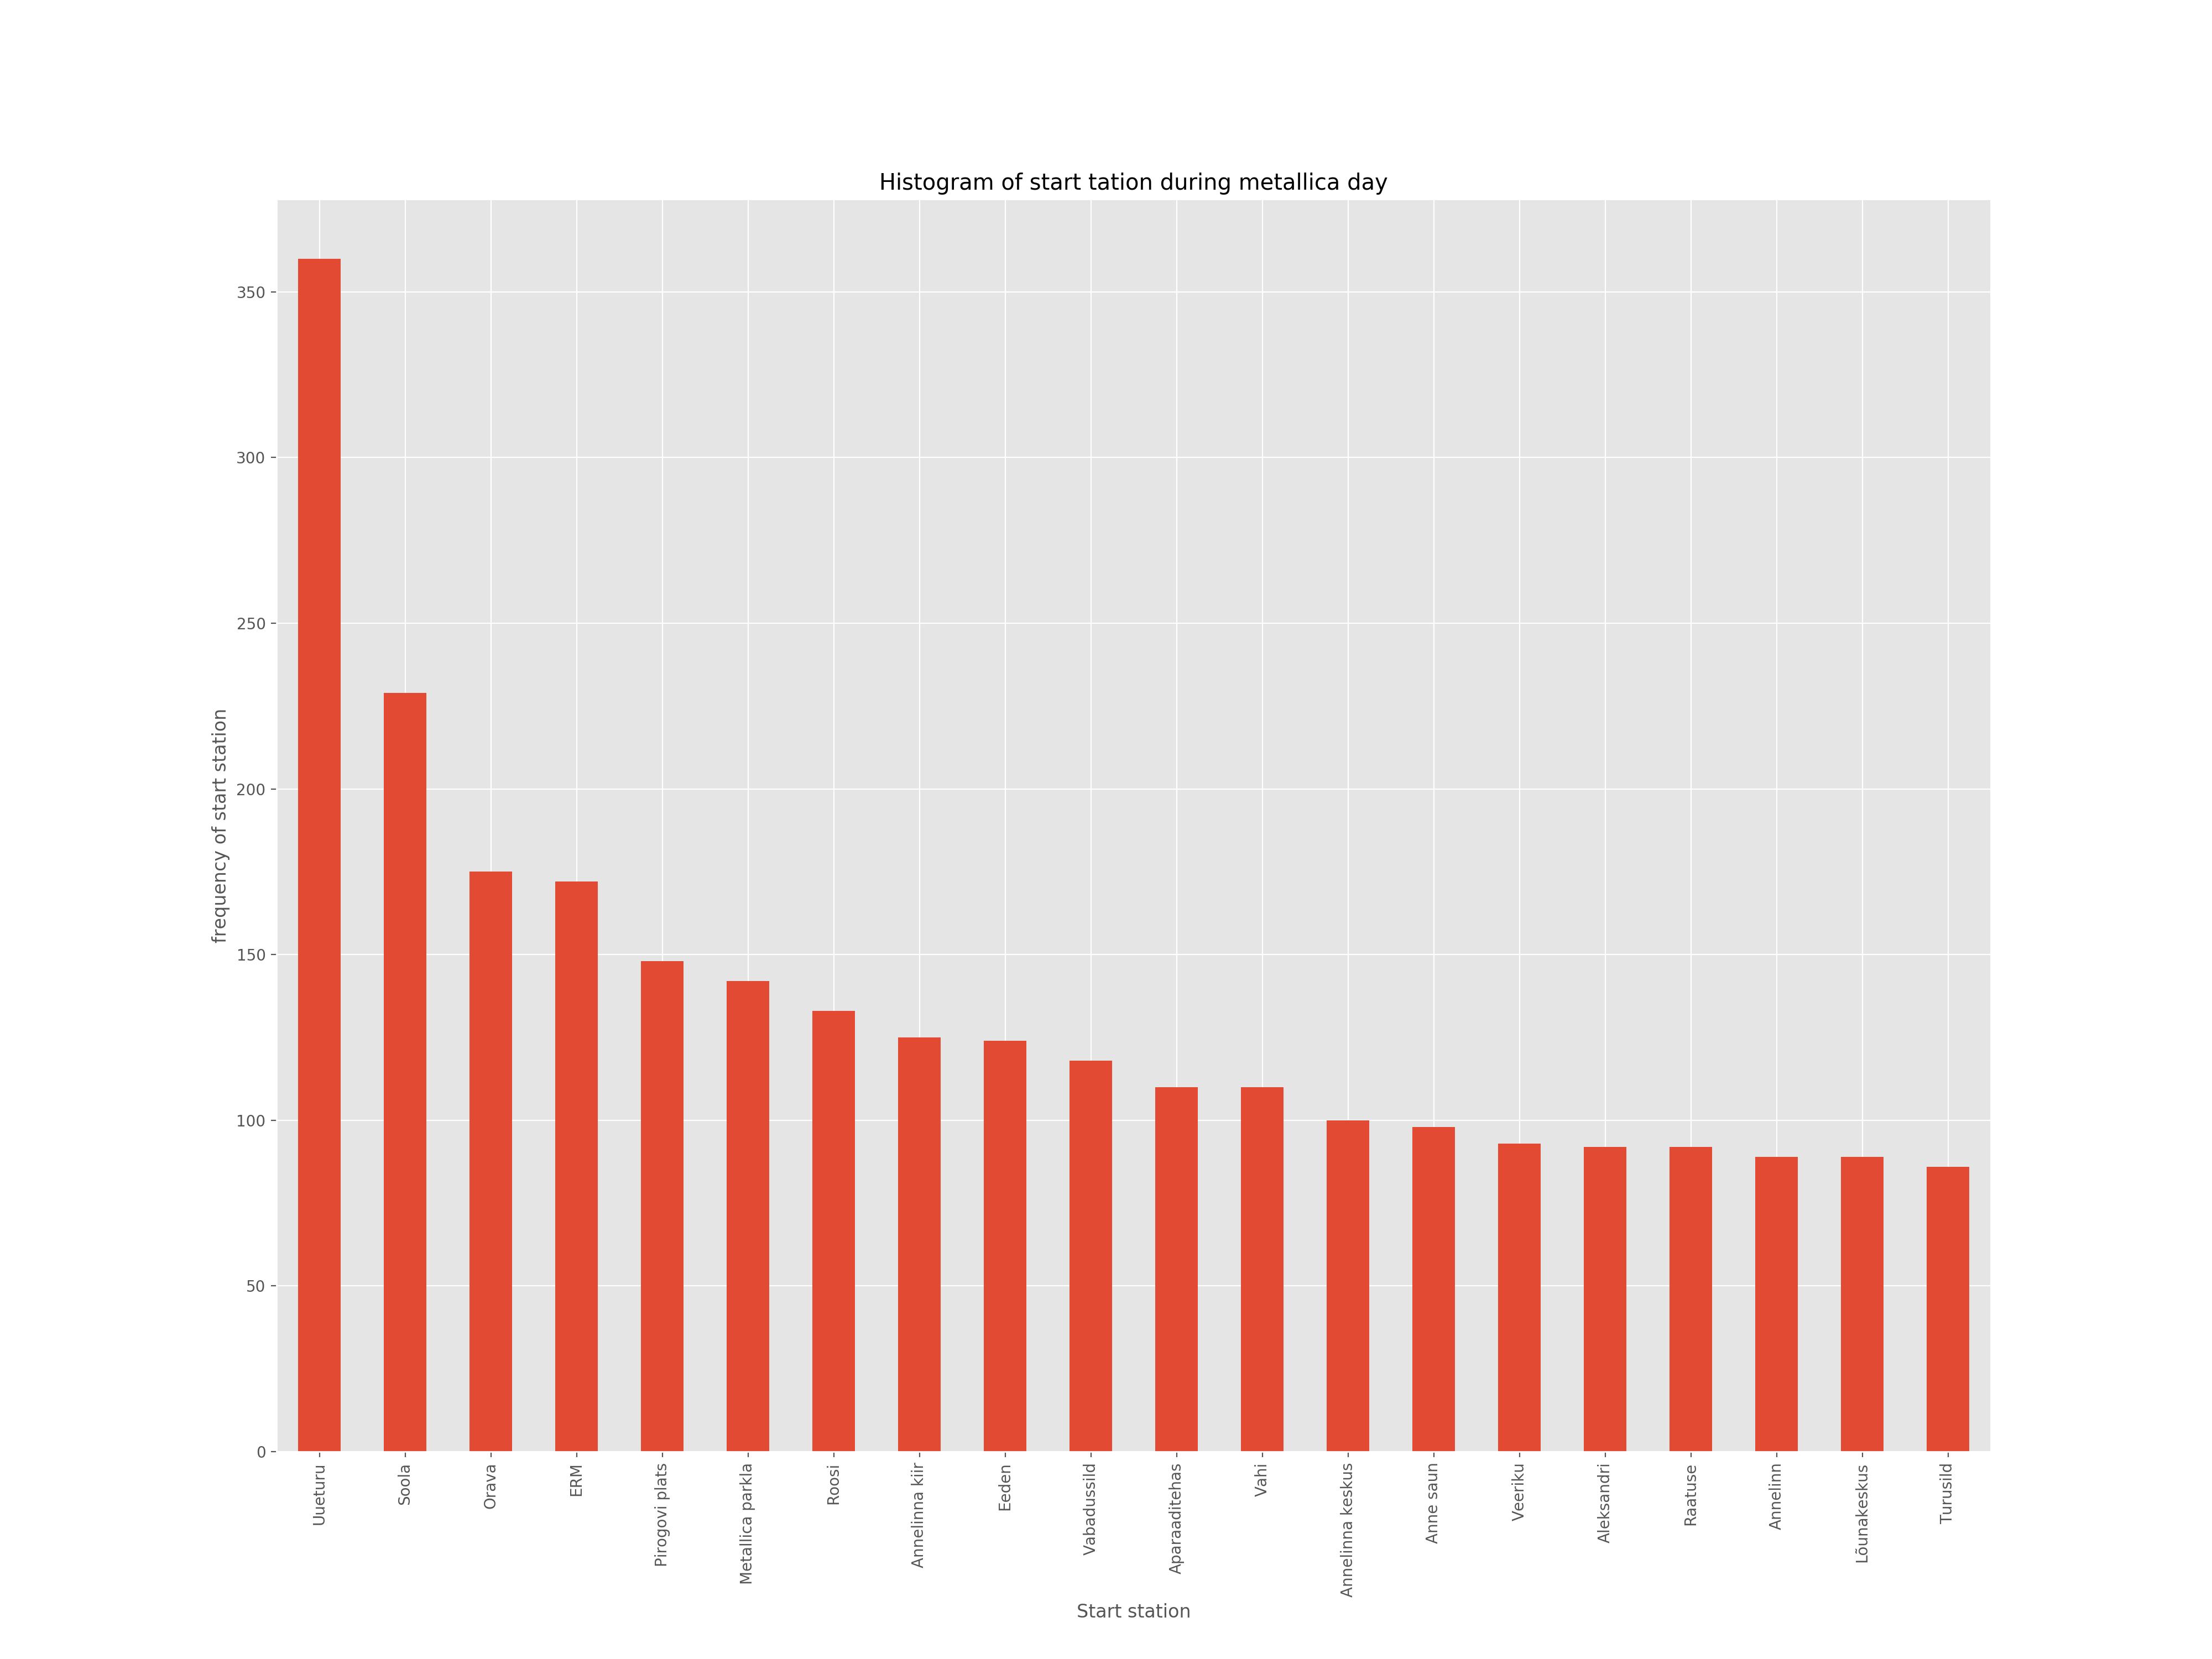 Histogram of start tation during metallica day
frequency of start station
350
300
250
200
150
100
50
0
Uueturu
Soola
Orava
ERM
Pirogovi plats
Metallica parkla
Roosi
Annelinna kiir
Eeden
Vabadussild
Aparaaditehas
Vahi
Annelinna keskus
Anne saun
Veeriku
Aleksandri
Raatuse
Annelinn
Lõunakeskus
Turusild
Start station